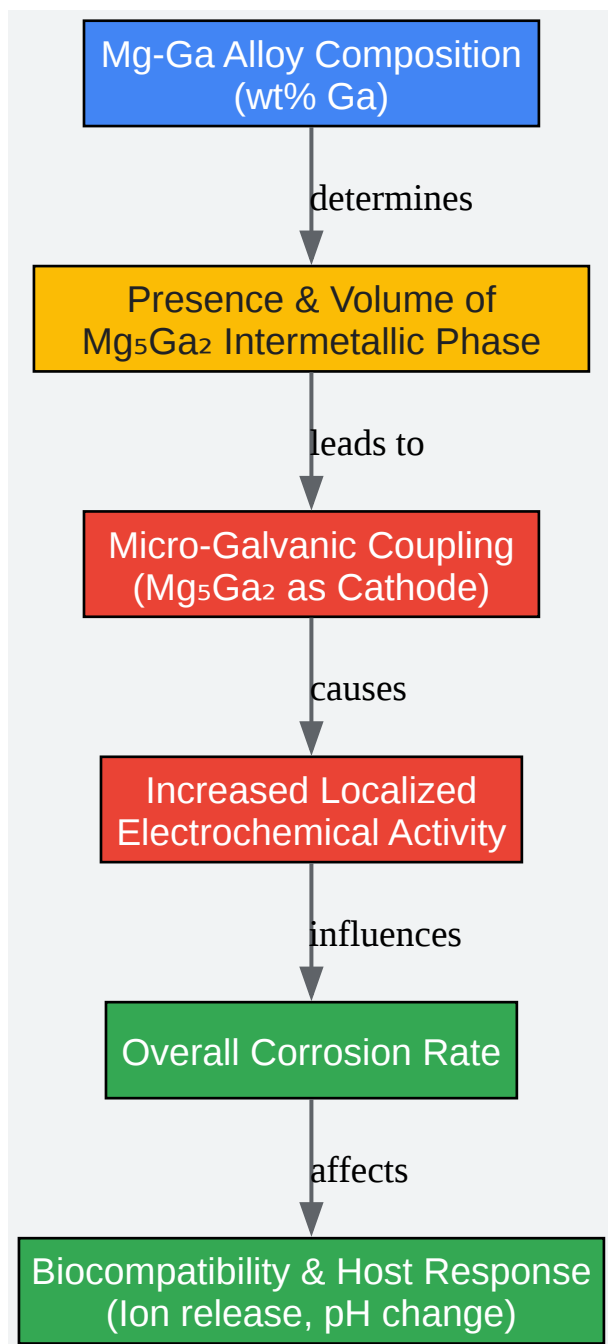 Mg-Ga Alloy Composition
(wt% Ga)
determines
Presence & Volume of
Mg₅Ga₂ Intermetallic Phase
leads to
Micro-Galvanic Coupling
(Mg₅Ga₂ as Cathode)
causes
Increased Localized
Electrochemical Activity
influences
Overall Corrosion Rate
affects
Biocompatibility & Host Response
(Ion release, pH change)